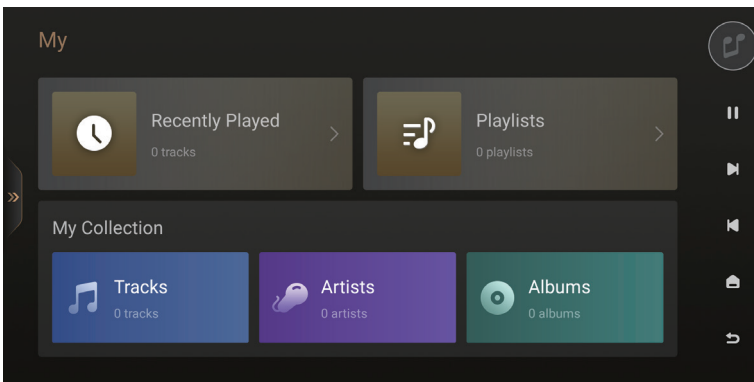 My
Recently Played
0 tracks
Playlists
0 playlists
My Collection
Tracks
0 tracks
Artists
0 artists
Albums
0 albums